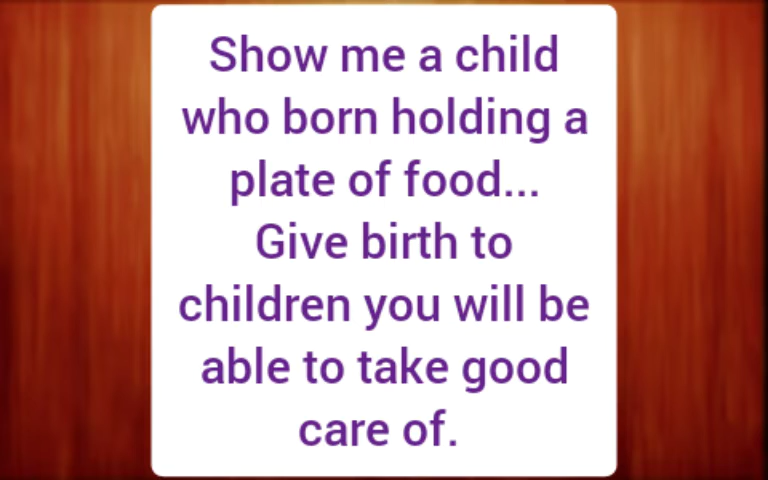 Show me a child
who born holding a
plate of food...
Give birth to
children you will be
able to take good
care of.